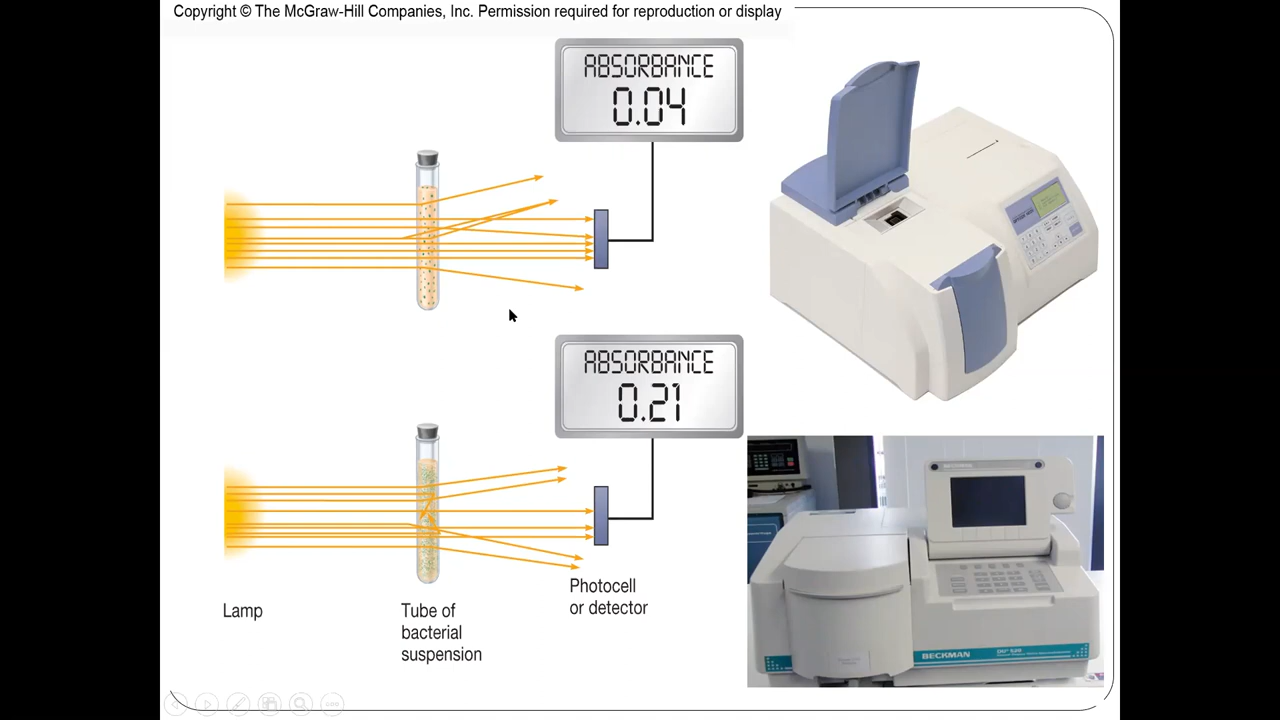 Copyright © The McGraw-Hill Companies, Inc. Permission required for reproduction or display
ABSORBANCE
0.04
ABSORBANCE
0.21
Photocell
or detector
Lamp
Tube of
bacterial
suspension
BECKMAN